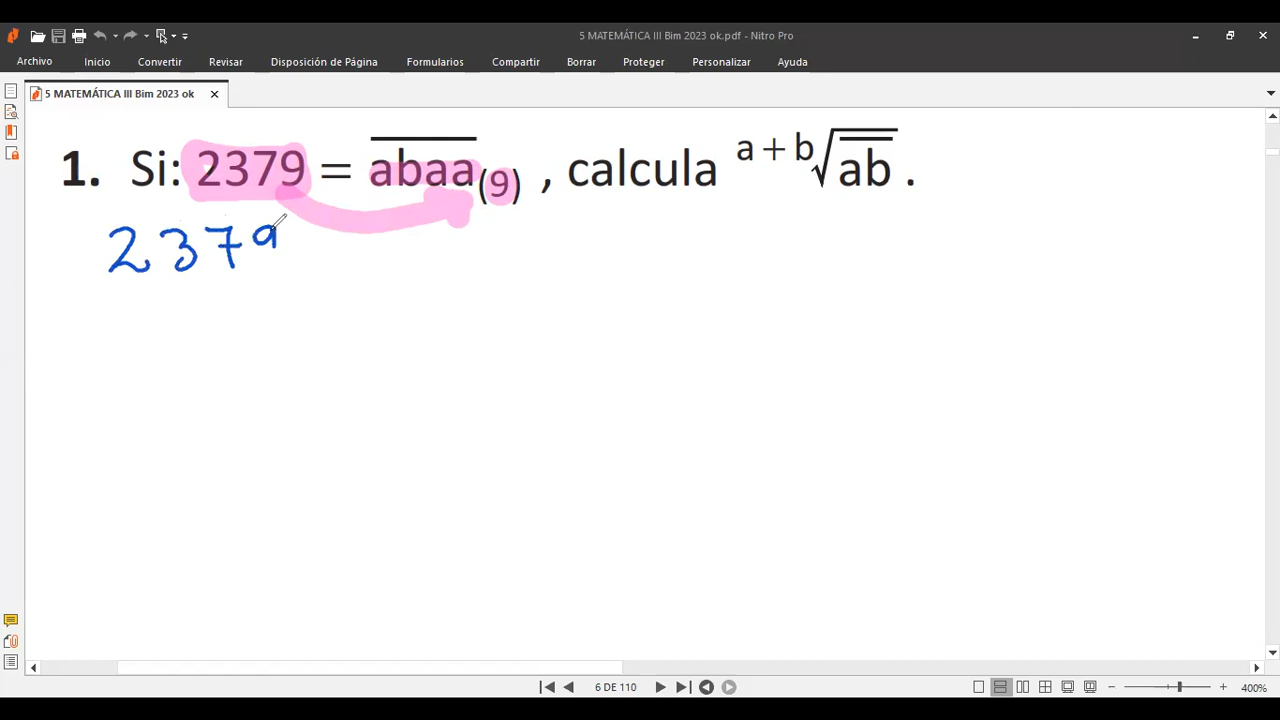 5 MATEMÁTICA III Bim 2023 ok.pdf - Nitro Pro
Archivo Inicio Convertir Revisar Disposición de Página Formularios Compartir Borrar Proteger Personalizar Ayuda
5 MATEMÁTICA III Bim 2023 ok
1. Si: 2379 = abaa(9) , calcula a+b√ab .
2379
6 DE 110
400%